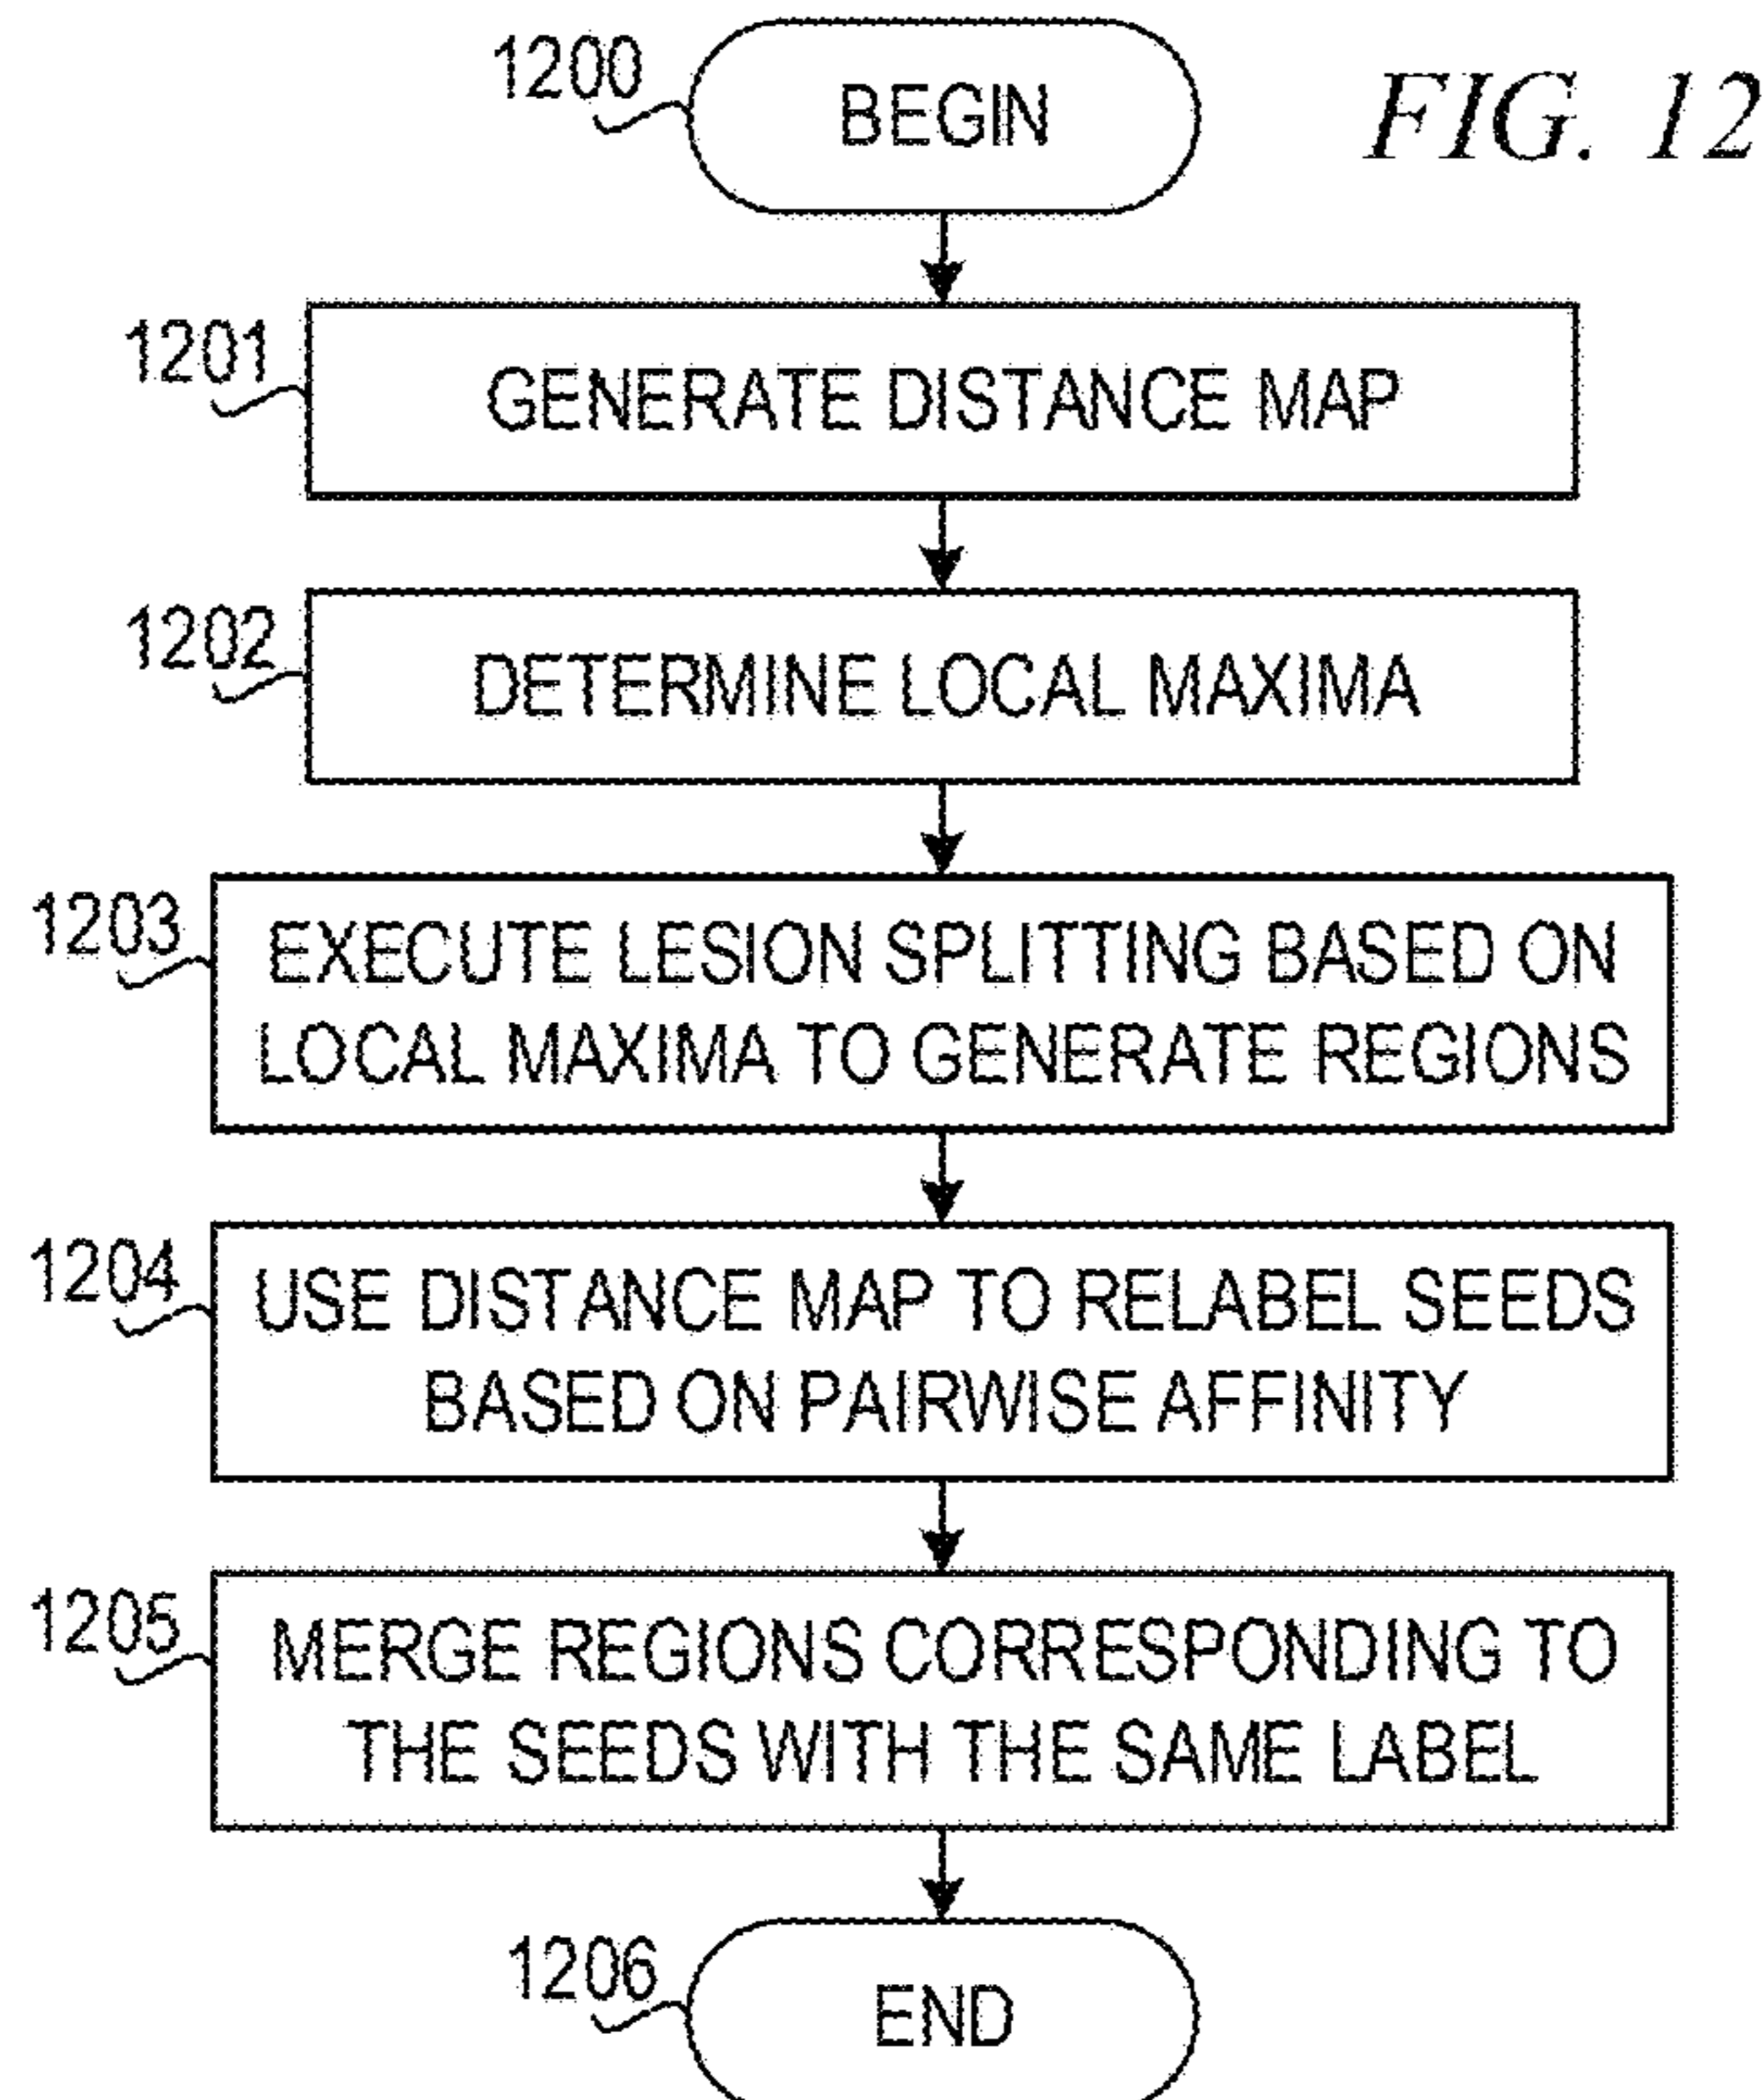 1200
BEGIN
FIG. 12
1201
GENERATE DISTANCE MAP
1202
DETERMINE LOCAL MAXIMA
1203
EXECUTE LESION SPLITTING BASED ON
LOCAL MAXIMA TO GENERATE REGIONS
1204
USE DISTANCE MAP TO RELABEL SEEDS
BASED ON PAIRWISE AFFINITY
1205
MERGE REGIONS CORRESPONDING TO
THE SEEDS WITH THE SAME LABEL
1206
END